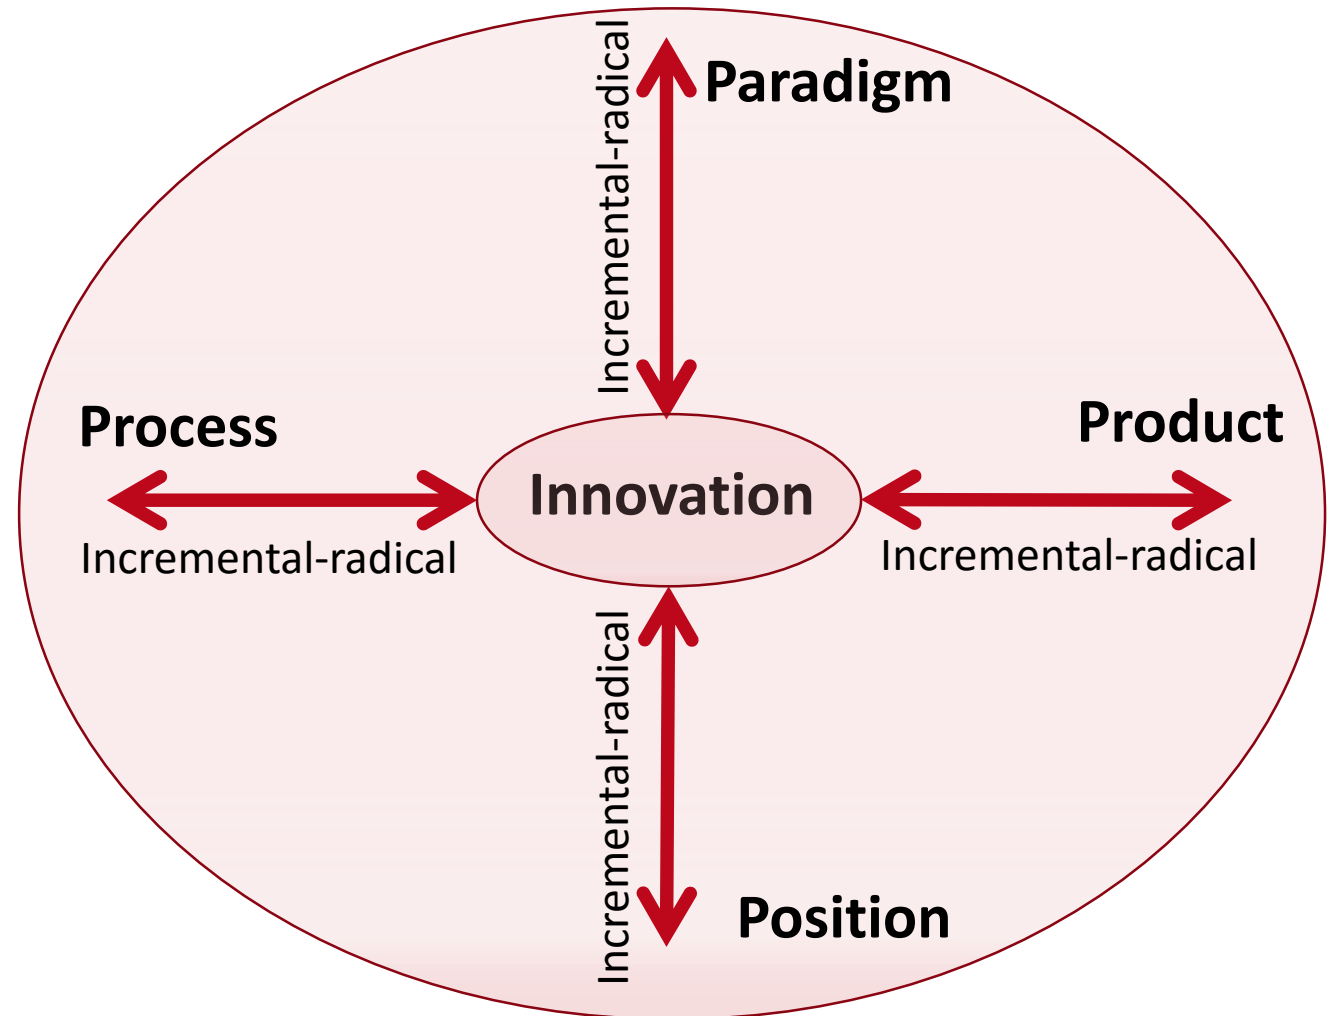 Incremental-radical
Paradigm
Process
Product
Innovation
Incremental-radical
Incremental-radical
Incremental-radical
Position